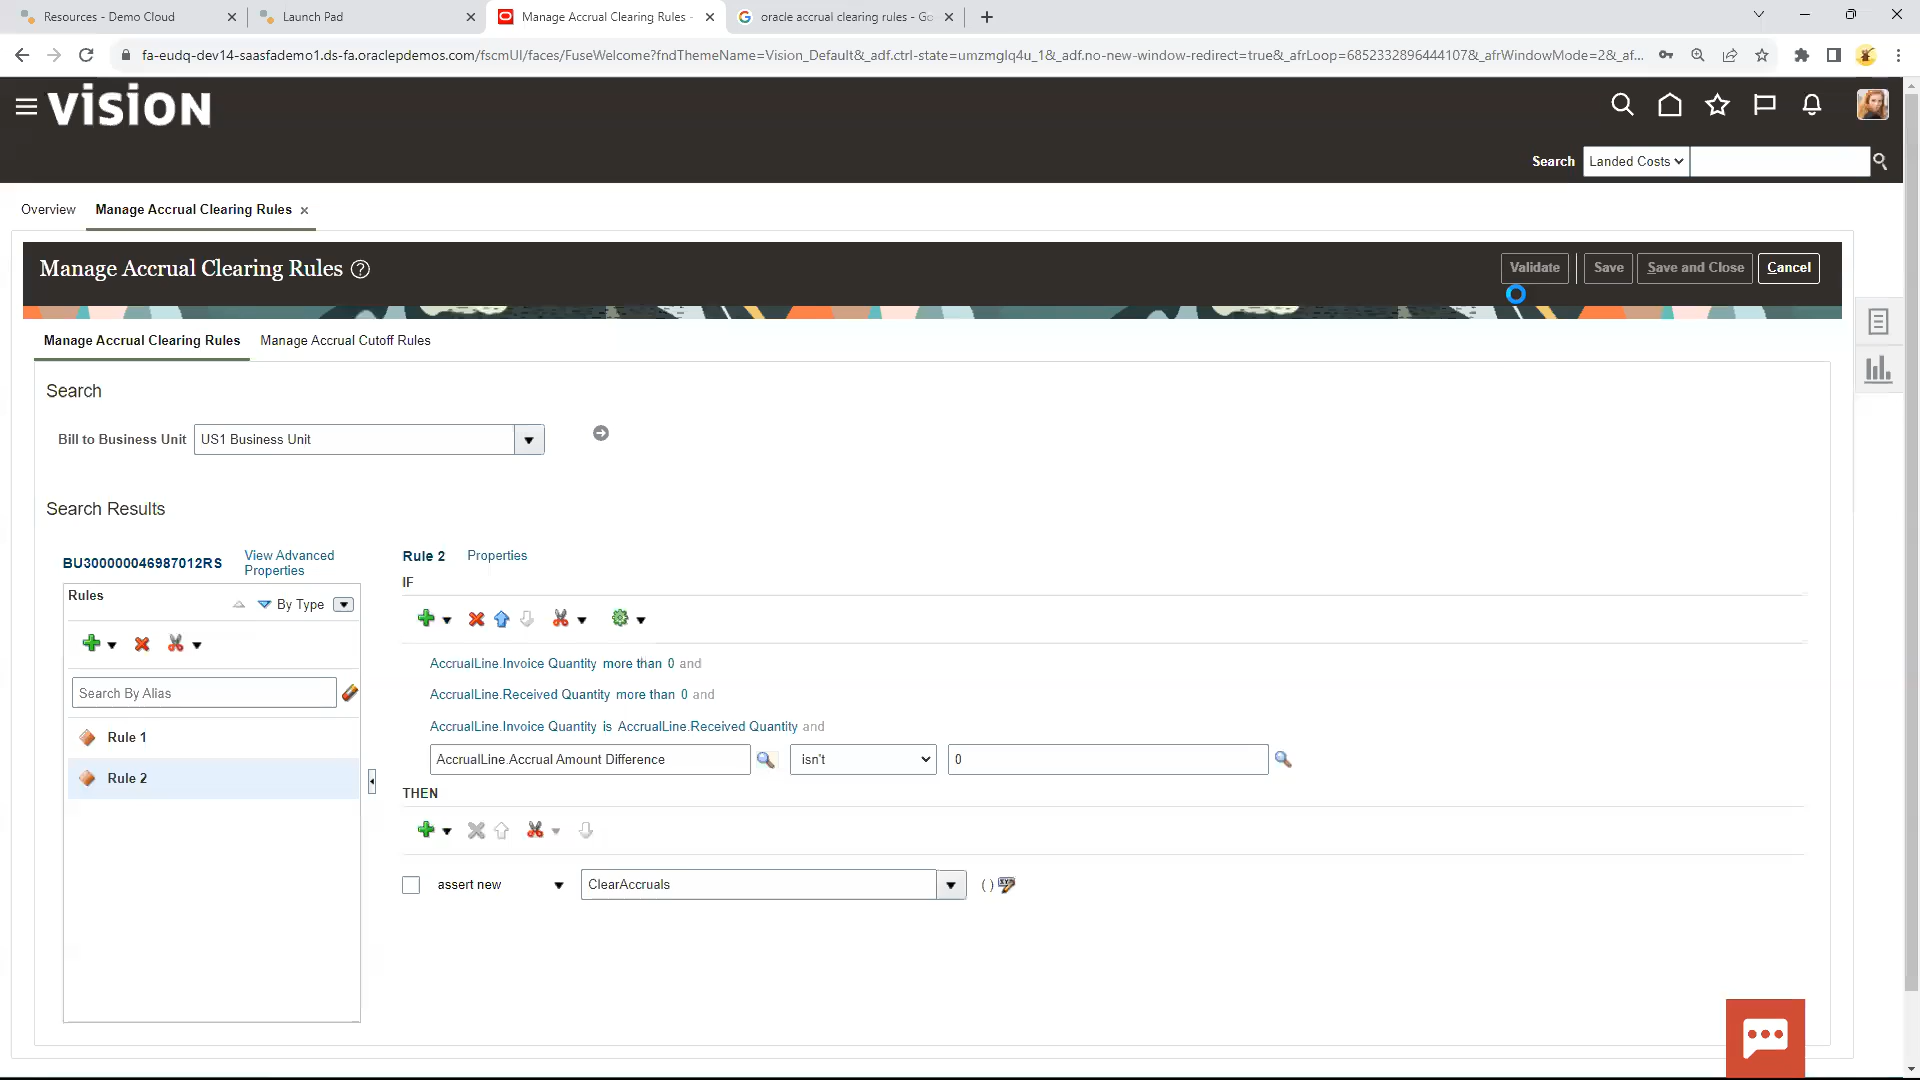 Resources - Demo Cloud
Launch Pad
Manage Accrual Clearing Rules -
oracle accrual clearing rules - Go
fa-eudq-dev14-saasfademo1.ds-fa.oraclepdemos.com/fscmUI/faces/FuseWelcome?fndThemeName=Vision_Default&_adf.ctrl-state=umzmglq4u_1&_adf.no-new-window-redirect=true&_afrLoop=6852332896444107&_afrWindowMode=2&_af...
vision
Search Landed Costs
Overview Manage Accrual Clearing Rules
Manage Accrual Clearing Rules
Validate Save Save and Close Cancel
Manage Accrual Clearing Rules Manage Accrual Cutoff Rules
Search
Bill to Business Unit US1 Business Unit
Search Results
BU300000046987012RS
View Advanced
Properties
Rules
By Type
Search By Alias
Rule 1
Rule 2
Rule 2 Properties
IF
AccrualLine.Invoice Quantity more than 0 and
AccrualLine.Received Quantity more than 0 and
AccrualLine.Invoice Quantity is AccrualLine.Received Quantity and
AccrualLine.Accrual Amount Difference isn't 0
THEN
assert new ClearAccruals ( )